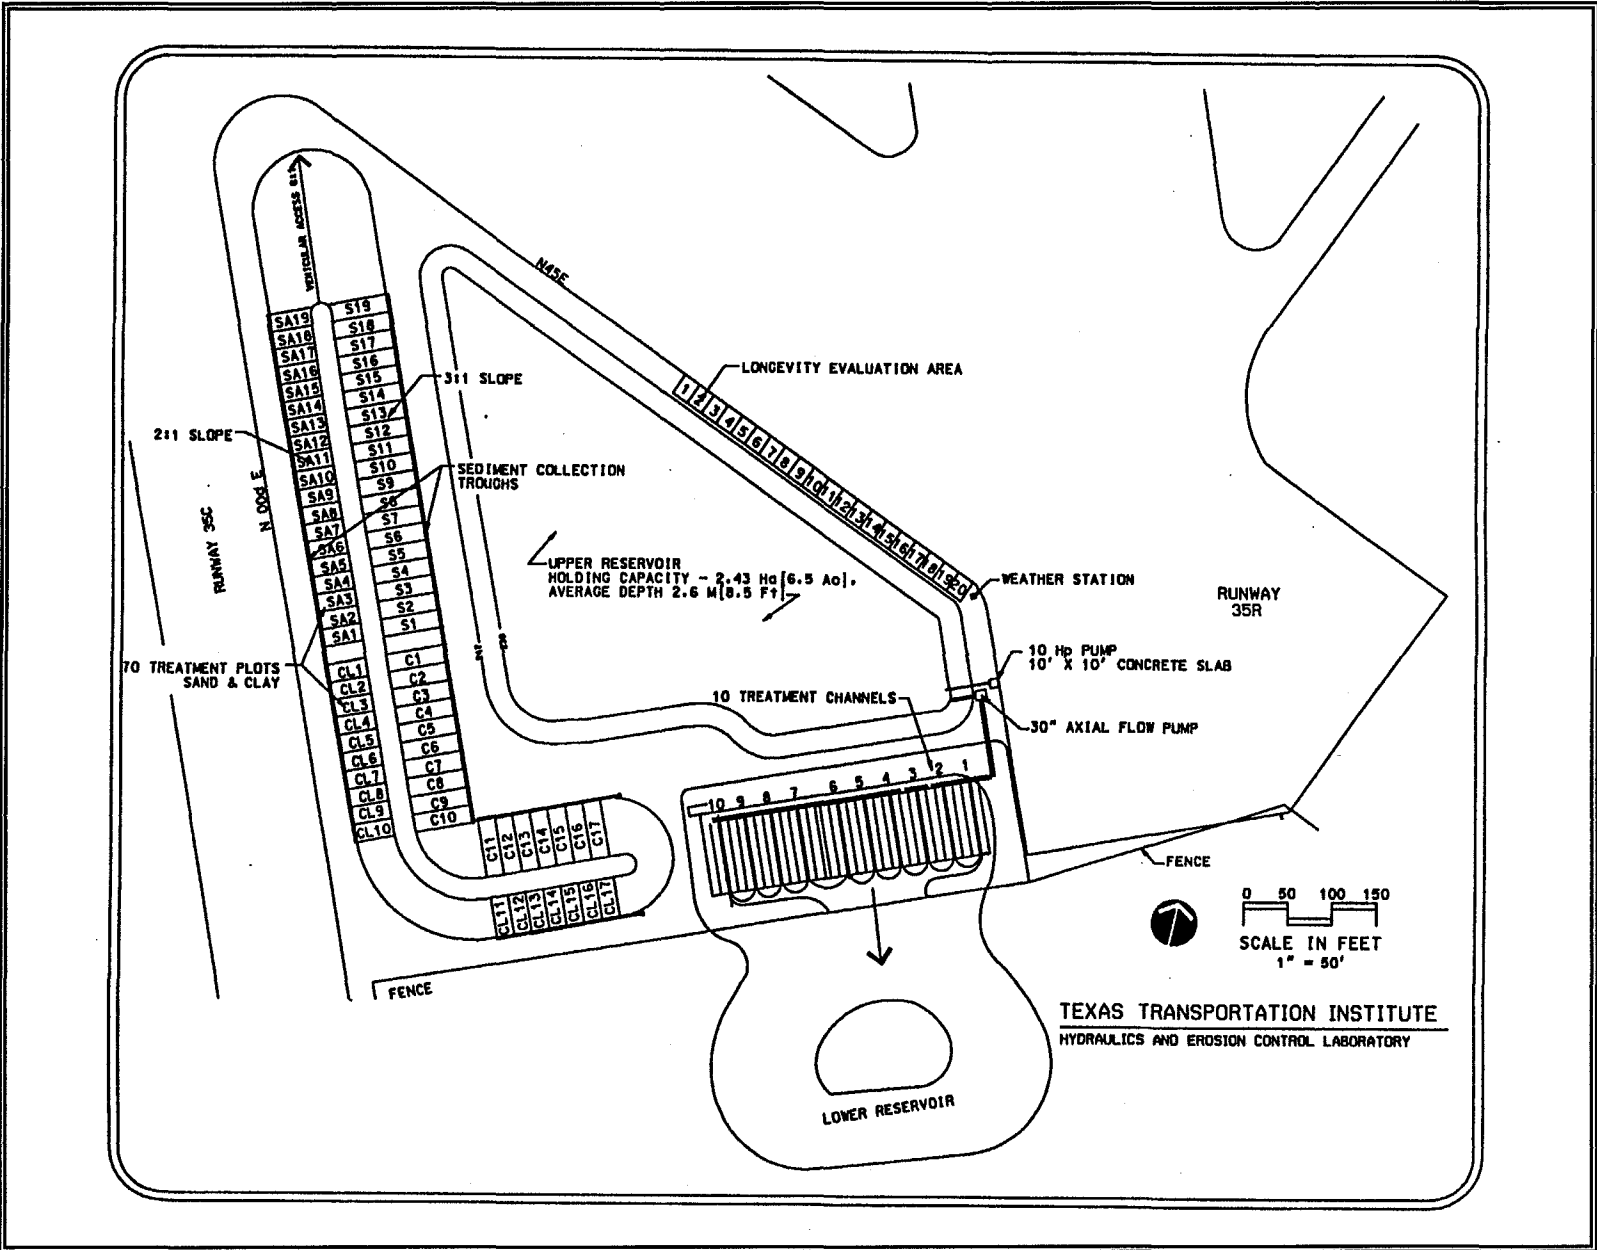 N45E
VEHICULAR ACCESS 6:1
SA19
SA18
SA17
SA16
SA15
SA14
SA13
SA12
SA11
SA10
SA9
SA8
SA7
SA6
SA5
SA4
SA3
SA2
SA1
S19
S18
S17
S16
S15
S14
S13
S12
S11
S10
S9
S8
S7
S6
S5
S4
S3
S2
S1
3:1 SLOPE
2:1 SLOPE
LONGEVITY EVALUATION AREA
1 2 3 4 5 6 7 8 9 10 11 12 13 14 15 16 17 18 19 20
SEDIMENT COLLECTION
TROUGHS
RUNWAY 35C
N 00d E
UPPER RESERVOIR
HOLDING CAPACITY - 2.43 Ha[6.5 Ac],
AVERAGE DEPTH 2.6 M[8.5 Ft]
WEATHER STATION
RUNWAY
35R
10 Hp PUMP
10' X 10' CONCRETE SLAB
70 TREATMENT PLOTS
SAND & CLAY
10 TREATMENT CHANNELS
30" AXIAL FLOW PUMP
CL1
CL2
CL3
CL4
CL5
CL6
CL7
CL8
CL9
CL10
C1
C2
C3
C4
C5
C6
C7
C8
C9
C10
10 9 8 7 6 5 4 3 2 1
C11
C12
C13
C14
C15
C16
C17
CL11
CL12
CL13
CL14
CL15
CL16
CL17
FENCE
FENCE
0 50 100 150
SCALE IN FEET
1" = 50'
TEXAS TRANSPORTATION INSTITUTE
HYDRAULICS AND EROSION CONTROL LABORATORY
LOWER RESERVOIR